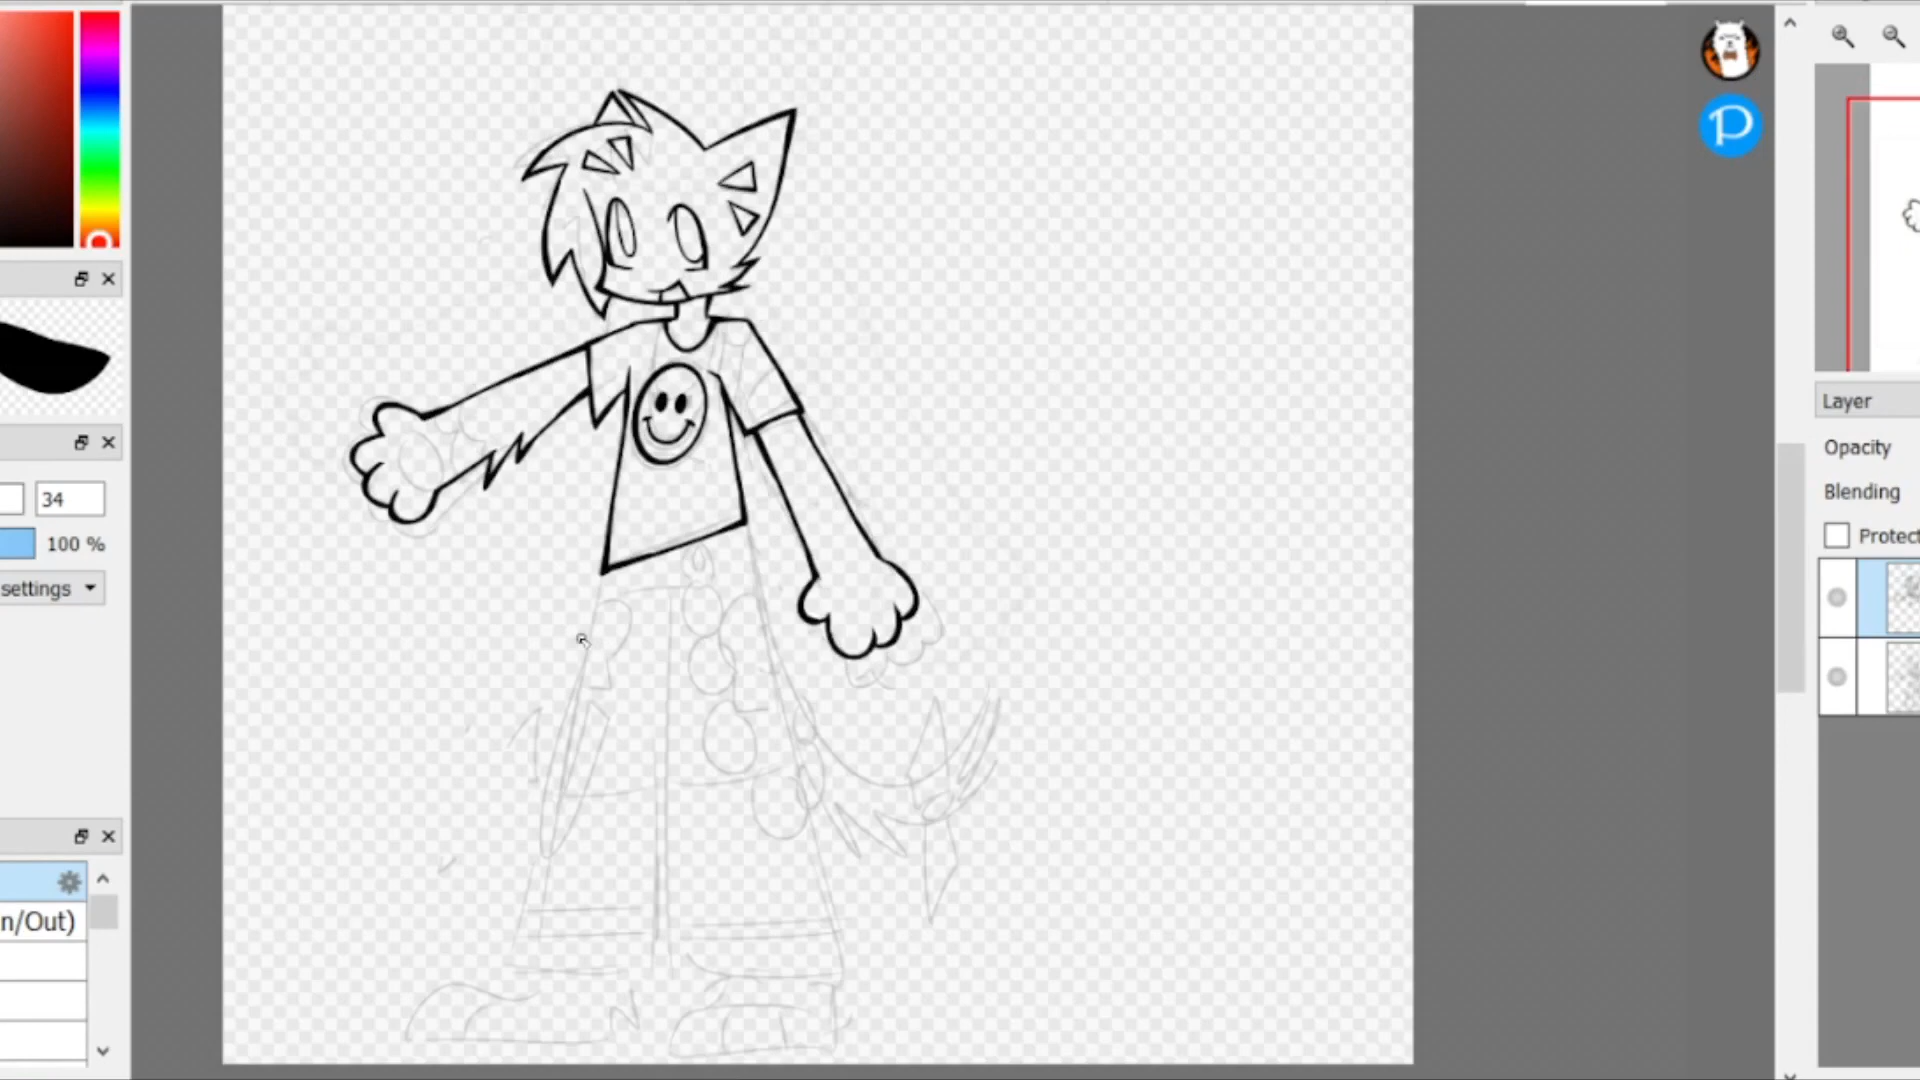 P
34
100 %
settings
n/Out)
Layer
Opacity
Blending
Protect